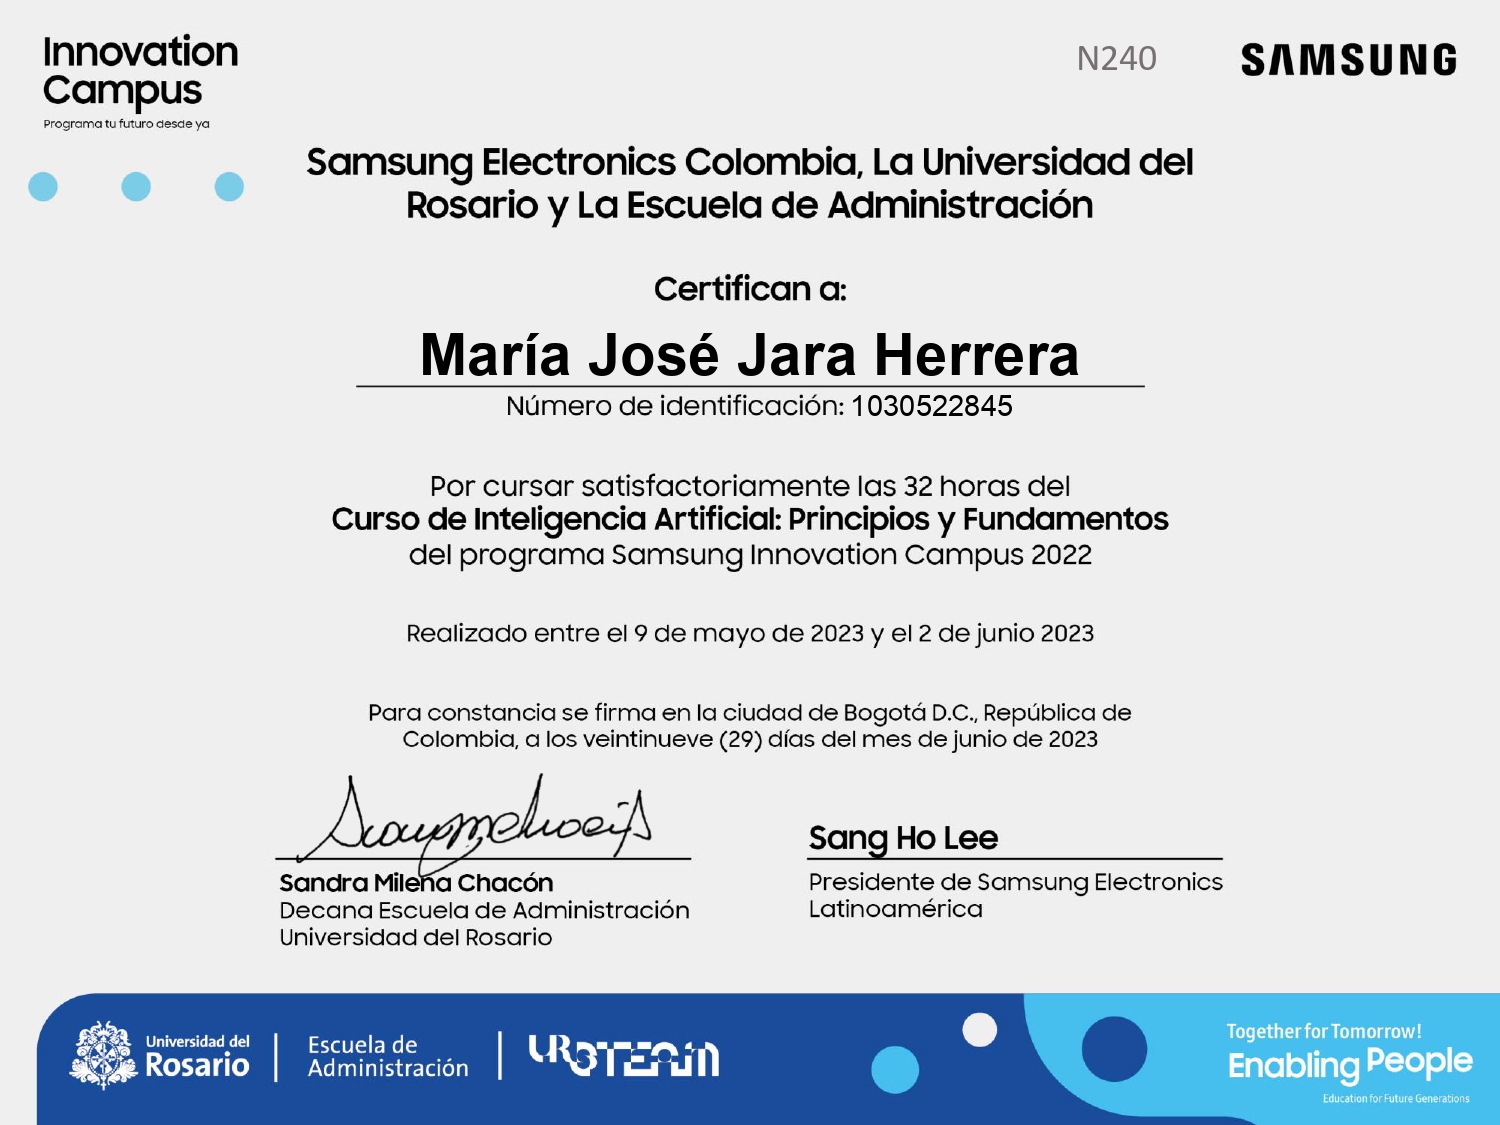 Innovation
Campus
Programa tu futuro desde ya
N240
SAMSUNG
Samsung Electronics Colombia, La Universidad del
Rosario y La Escuela de Administración
Certifican a:
María José Jara Herrera
Número de identificación: 1030522845
Por cursar satisfactoriamente las 32 horas del
Curso de Inteligencia Artificial: Principios y Fundamentos
del programa Samsung Innovation Campus 2022
Realizado entre el 9 de mayo de 2023 y el 2 de junio 2023
Para constancia se firma en la ciudad de Bogotá D.C., República de
Colombia, a los veintinueve (29) días del mes de junio de 2023
Sandra Milena Chacón
Decana Escuela de Administración
Universidad del Rosario
Sang Ho Lee
Presidente de Samsung Electronics
Latinoamérica
Universidad del
Rosario
Escuela de
Administración
URSTEAM
Together for Tomorrow!
Enabling People
Education for Future Generations